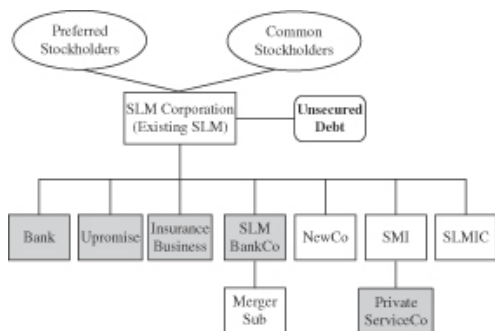 Preferred
Stockholders
Common
Stockholders
SLM Corporation
(Existing SLM)
Unsecured
Debt
Bank
Upromise
Insurance
Business
SLM
BankCo
NewCo
SMI
SLMIC
Merger
Sub
Private
ServiceCo